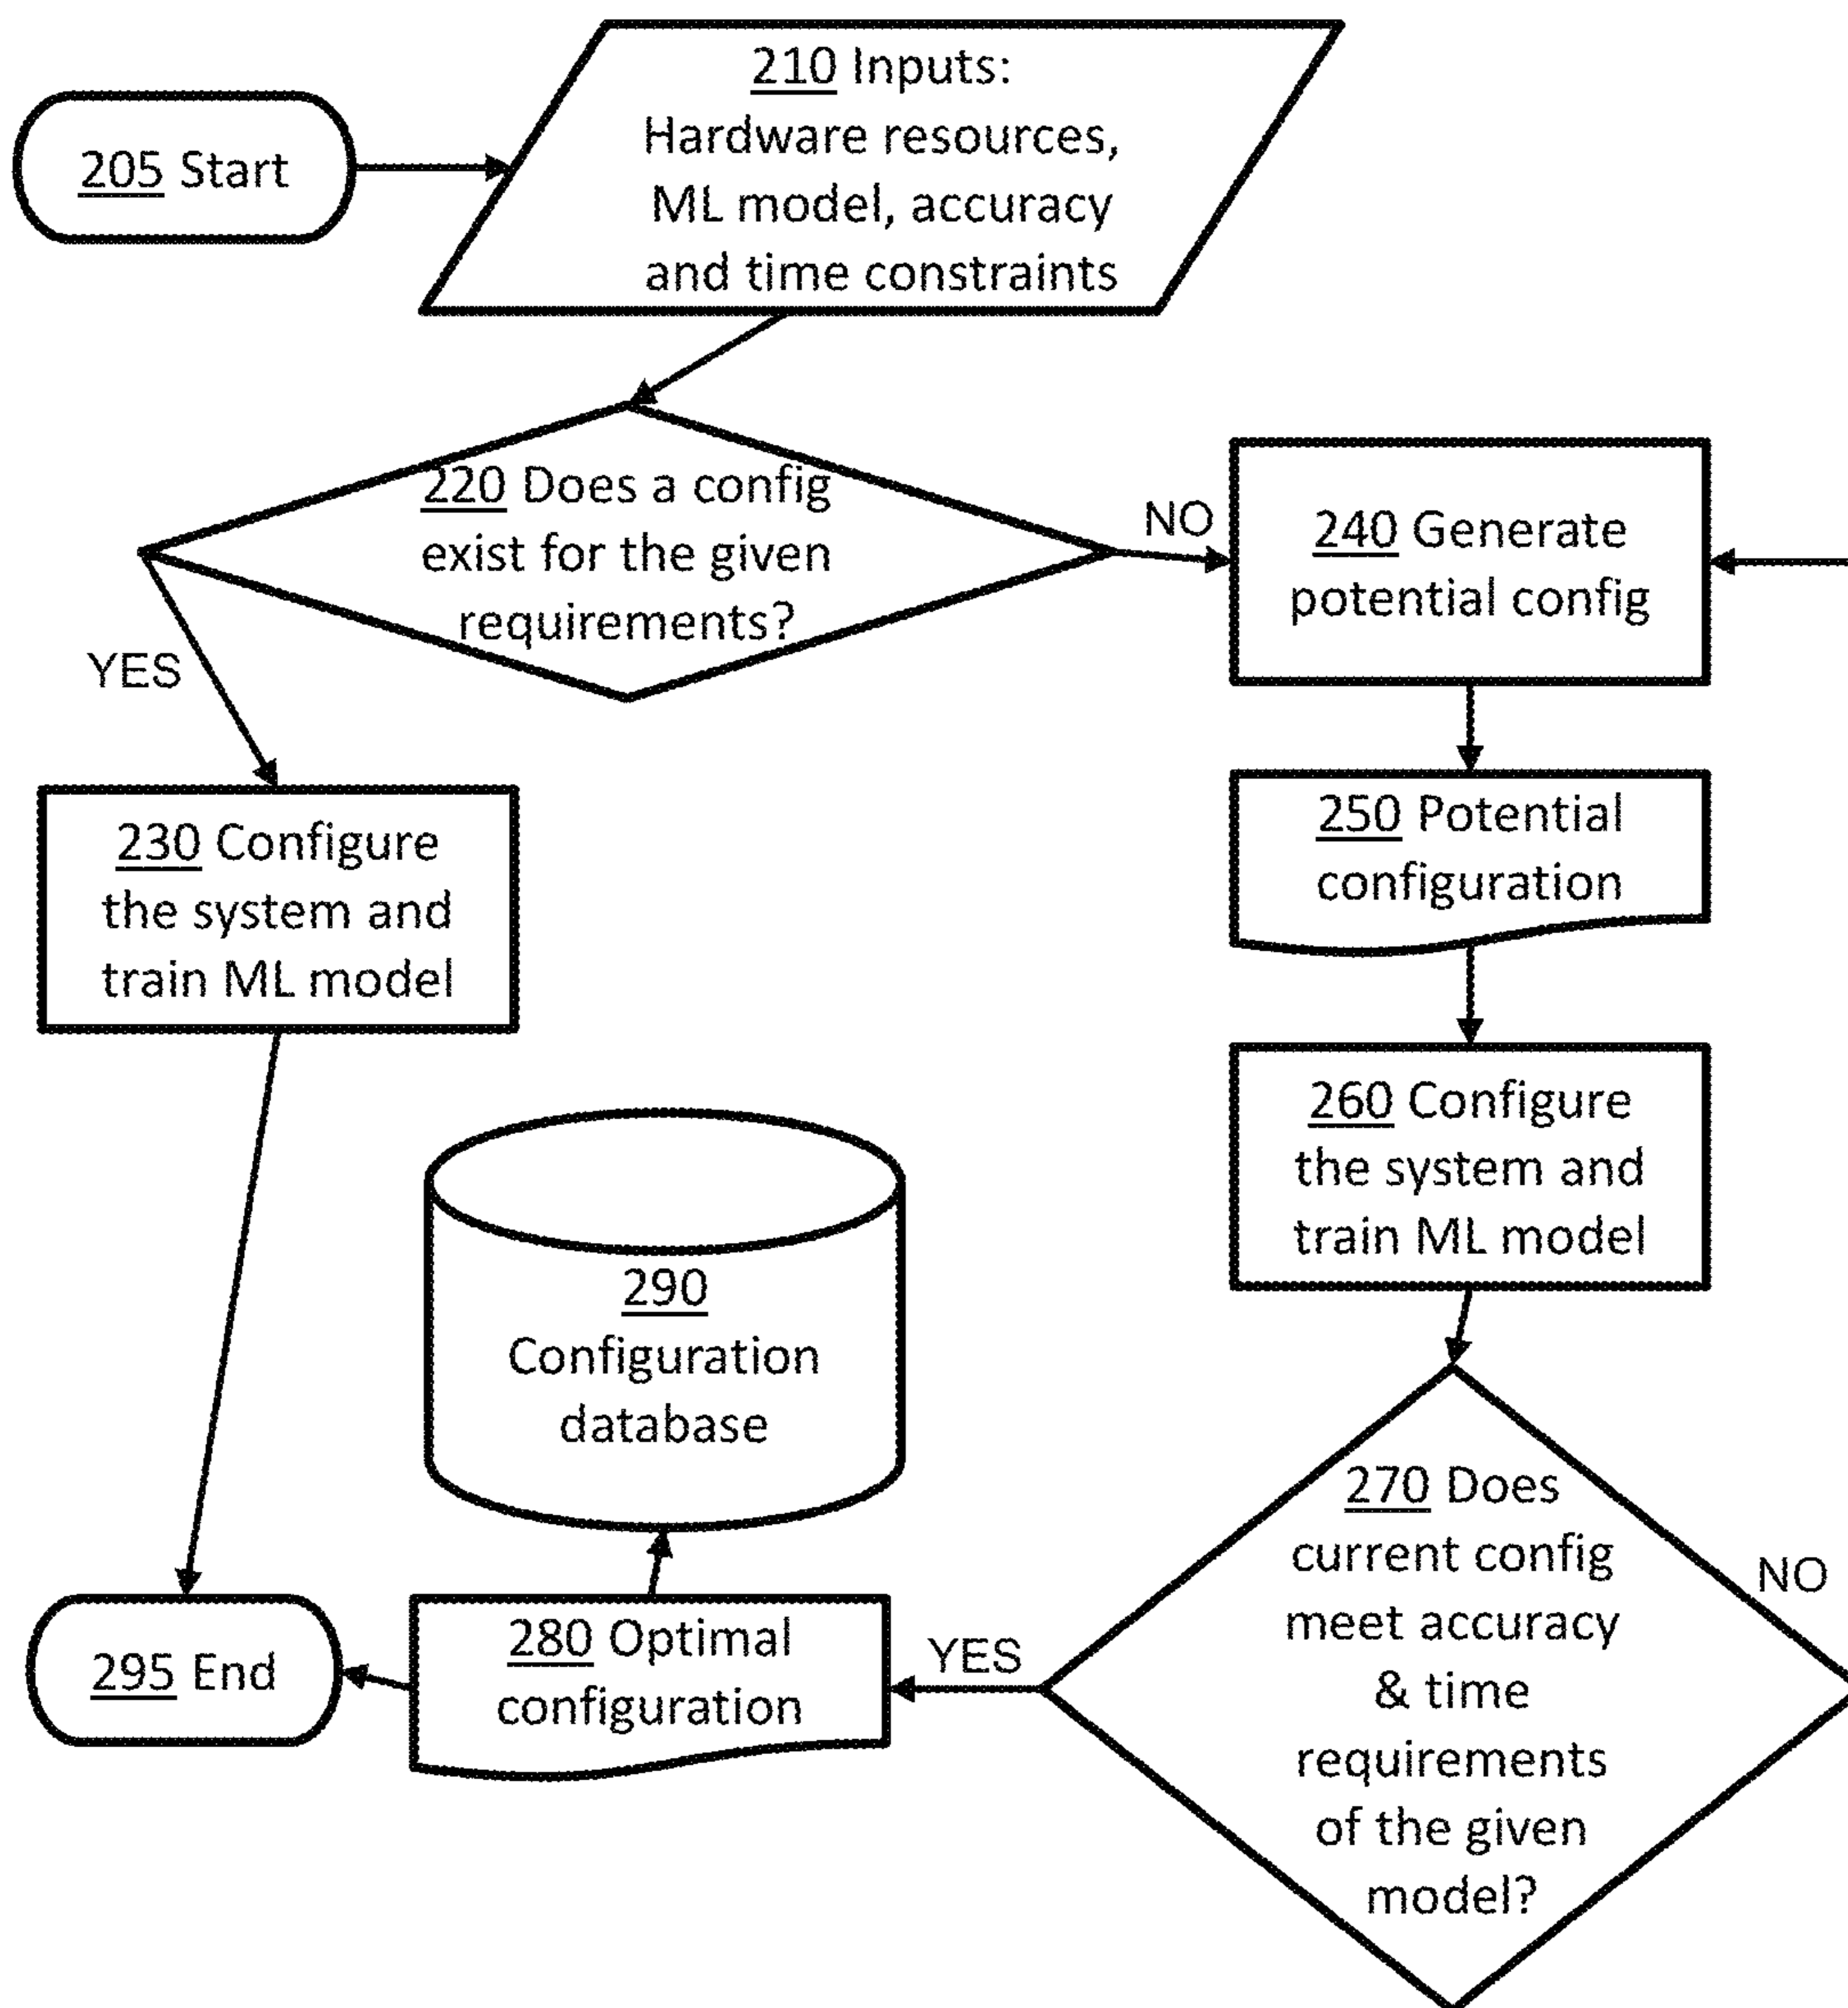 210 Inputs:
Hardware resources,
ML model, accuracy
and time constraints
205 Start
220 Does a config
exist for the given
requirements?
NO
YES
240 Generate
potential config
230 Configure
the system and
train ML model
250 Potential
configuration
260 Configure
the system and
train ML model
290
Configuration
database
270 Does
current config
meet accuracy
& time
requirements
of the given
model?
NO
YES
280 Optimal
configuration
295 End